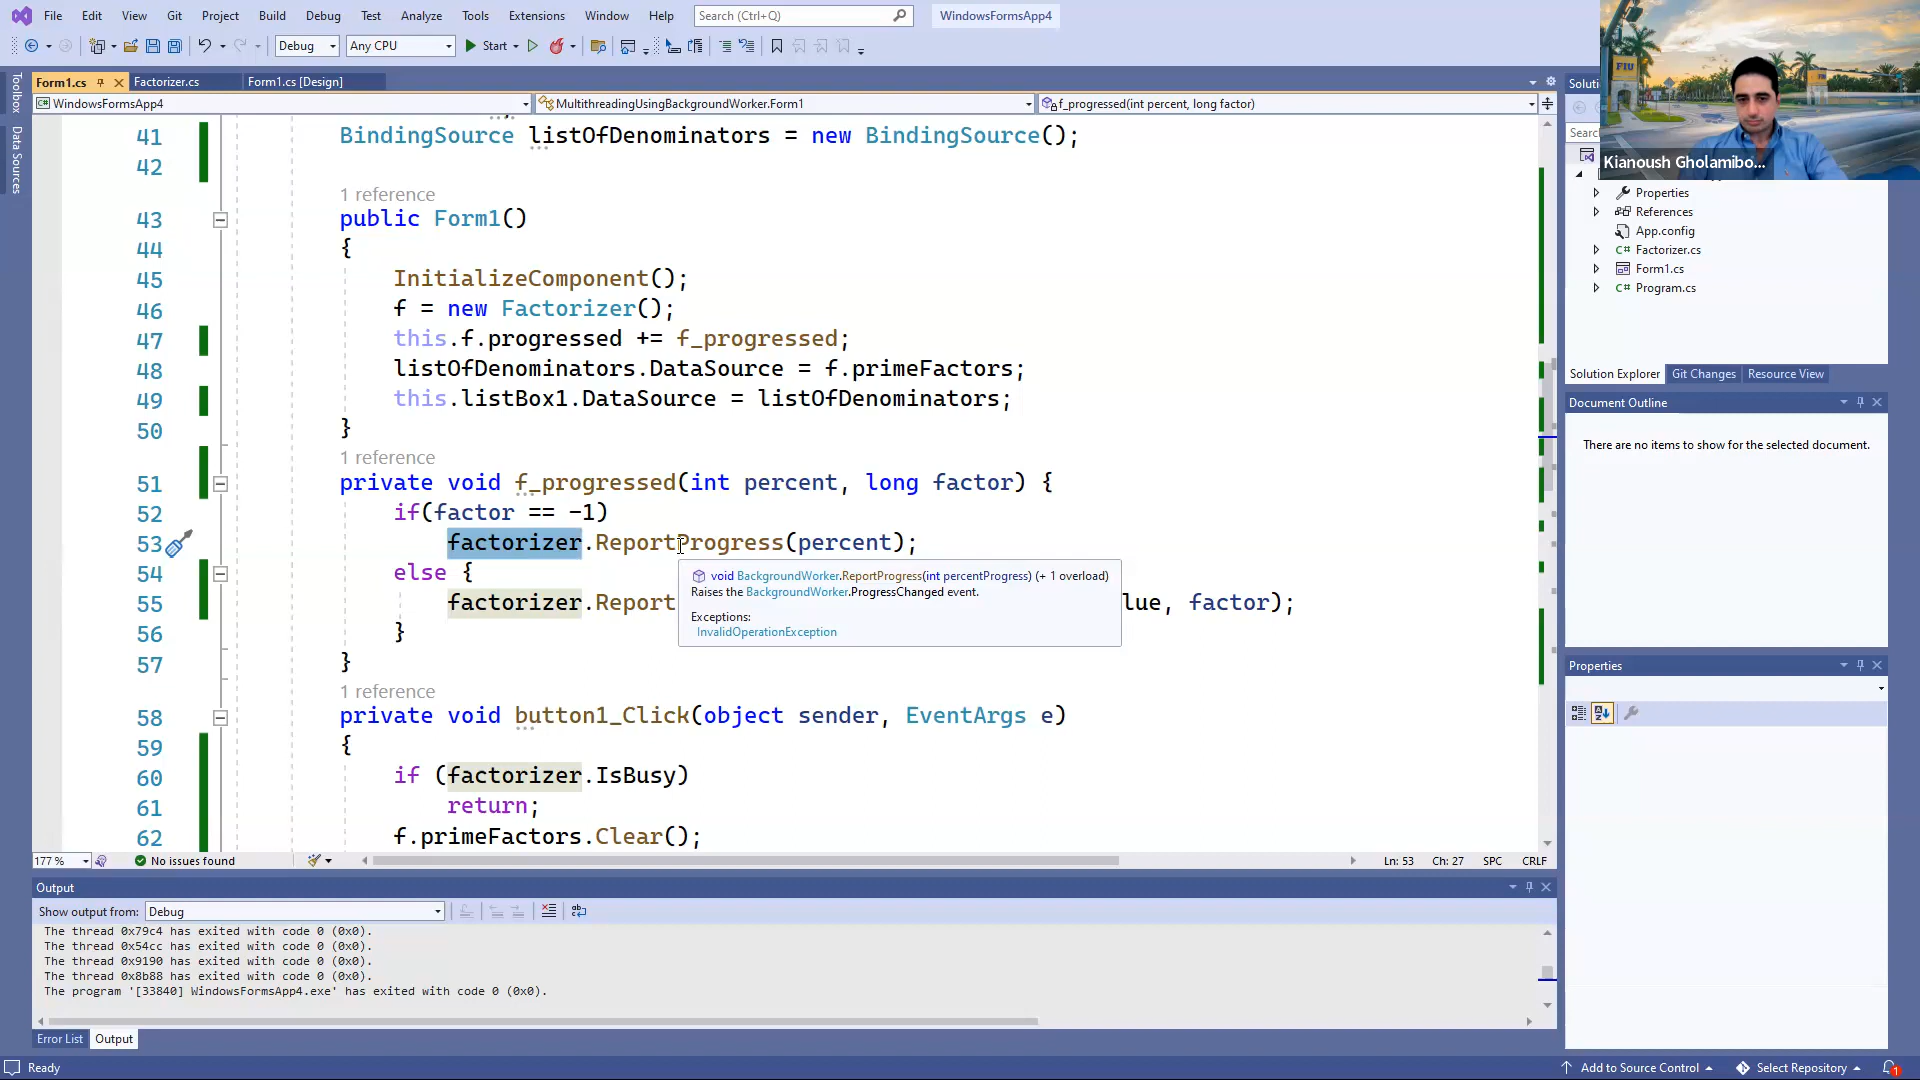 File Edit View Git Project Build Debug Test Analyze Tools Extensions Window Help Search (Ctrl+Q) WindowsFormsApp4
Debug Any CPU Start
Form1.cs Factorizer.cs Form1.cs [Design]
WindowsFormsApp4 MultithreadingUsingBackgroundWorker.Form1 f_progressed(int percent, long factor)
Toolbox
Data Sources
41 BindingSource listOfDenominators = new BindingSource();
42
1 reference
43 public Form1()
44 {
45 InitializeComponent();
46 f = new Factorizer();
47 this.f.progressed += f_progressed;
48 listOfDenominators.DataSource = f.primeFactors;
49 this.listBox1.DataSource = listOfDenominators;
50 }
1 reference
51 private void f_progressed(int percent, long factor) {
52 if(factor == -1)
53 factorizer.ReportProgress(percent);
54 else {
55 factorizer.Report lue, factor);
56 }
57 }
void BackgroundWorker.ReportProgress(int percentProgress) (+ 1 overload)
Raises the BackgroundWorker.ProgressChanged event.
Exceptions:
InvalidOperationException
1 reference
58 private void button1_Click(object sender, EventArgs e)
59 {
60 if (factorizer.IsBusy)
61 return;
62 f.primeFactors.Clear();
177 % No issues found Ln: 53 Ch: 27 SPC CRLF
Output
Show output from: Debug
The thread 0x79c4 has exited with code 0 (0x0).
The thread 0x54cc has exited with code 0 (0x0).
The thread 0x9190 has exited with code 0 (0x0).
The thread 0x8b88 has exited with code 0 (0x0).
The program '[33840] WindowsFormsApp4.exe' has exited with code 0 (0x0).
Error List Output
Ready Add to Source Control Select Repository 1
FIU
Kianoush Gholamibo...
Properties
References
App.config
C# Factorizer.cs
Form1.cs
C# Program.cs
Solution Explorer Git Changes Resource View
Document Outline
There are no items to show for the selected document.
Properties